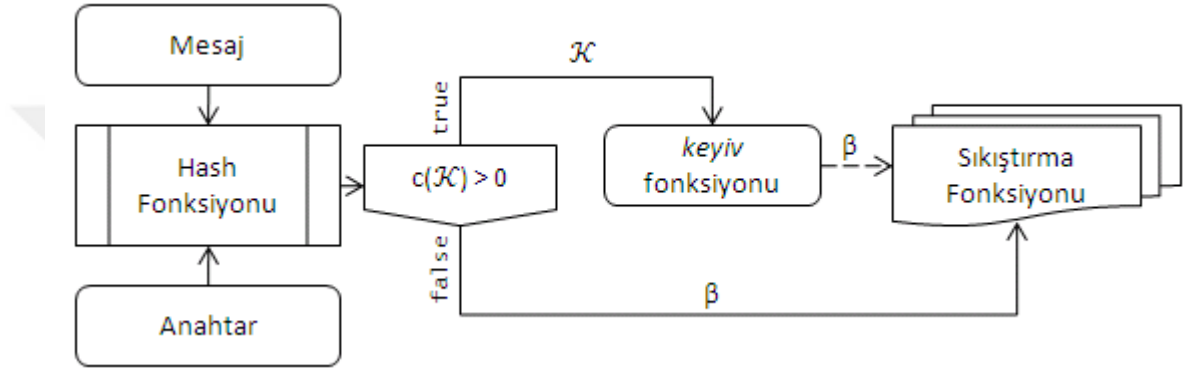 Mesaj
𝒦
true
Hash
Fonksiyonu
c(𝒦) > 0
keyiv
fonksiyonu
β
Sıkıştırma
Fonksiyonu
false
β
Anahtar